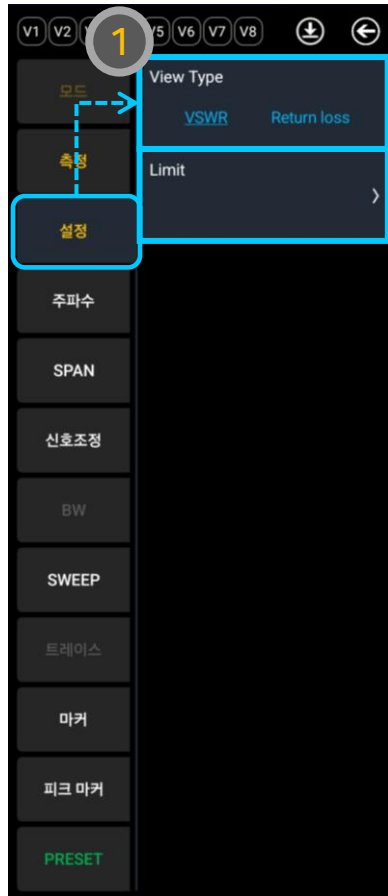 V1 V2 V5 V6 V7 V8
1
모드
View Type
VSWR Return loss
측정
Limit
설정
주파수
SPAN
신호조정
BW
SWEEP
트레이스
마커
피크 마커
PRESET